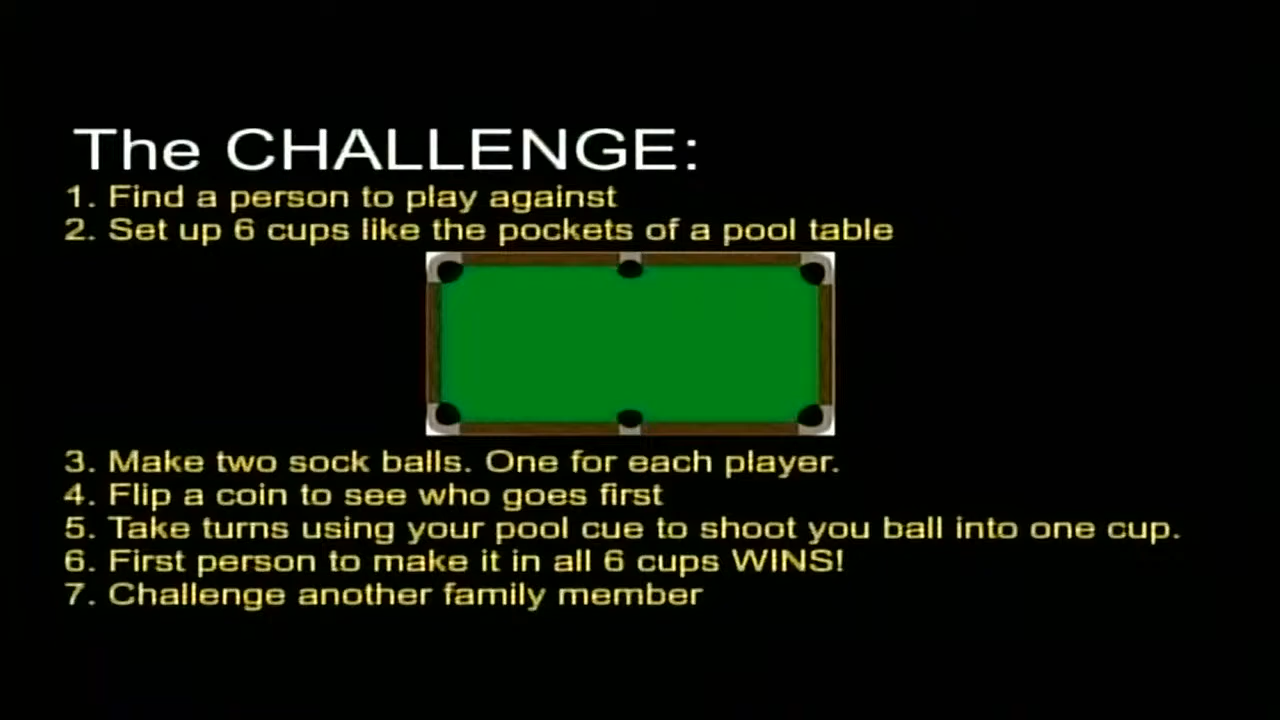 The CHALLENGE:
1. Find a person to play against
2. Set up 6 cups like the pockets of a pool table
3. Make two sock balls. One for each player.
4. Flip a coin to see who goes first
5. Take turns using your pool cue to shoot you ball into one cup.
6. First person to make it in all 6 cups WINS!
7. Challenge another family member